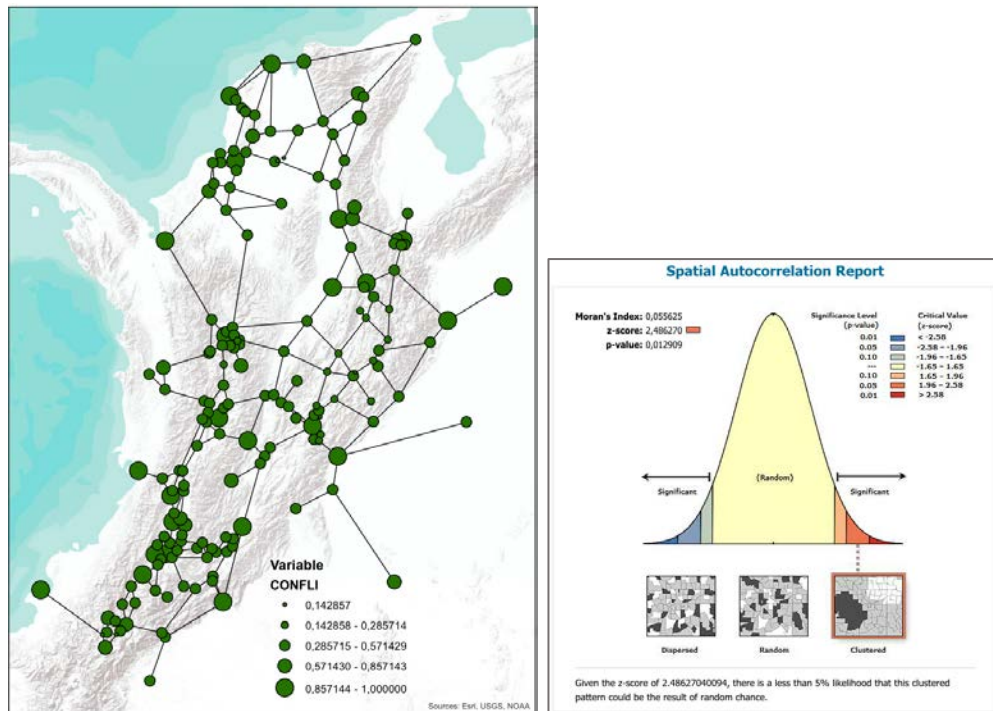 Variable
CONFLI
0,142857
0,142858 - 0,285714
0,285715 - 0,571429
0,571430 - 0,857143
0,857144 - 1,000000
Sources: Esri, USGS, NOAA
Spatial Autocorrelation Report
Moran's Index: 0,055625
z-score: 2,486270
p-value: 0,012909
Significance Level
(p-value)
Critical Value
(z-score)
0.01 < -2.58
0.05 -2.58 – -1.96
0.10 -1.96 – -1.65
--- -1.65 – 1.65
0.10 1.65 – 1.96
0.05 1.96 – 2.58
0.01 > 2.58
(Random)
Significant
Significant
Dispersed
Random
Clustered
Given the z-score of 2.48627040094, there is a less than 5% likelihood that this clustered
pattern could be the result of random chance.